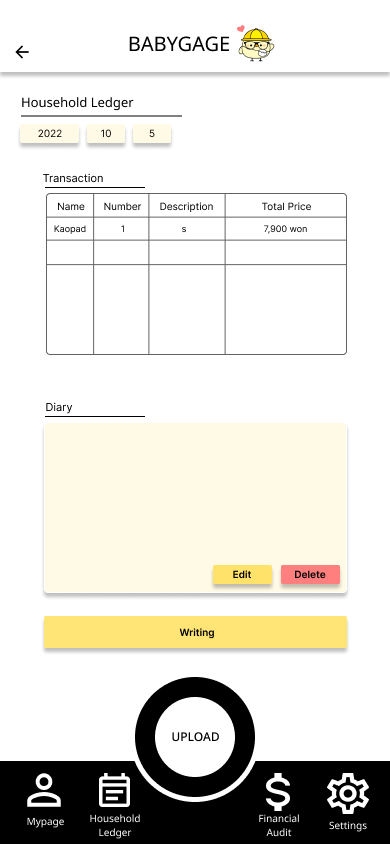 BABYGAGE
Household Ledger
2022 10 5
Transaction
Name Number Description Total Price
Kaopad 1 s 7,900 won
Diary
Edit Delete
Writing
UPLOAD
Mypage
Household
Ledger
Financial
Audit
Settings